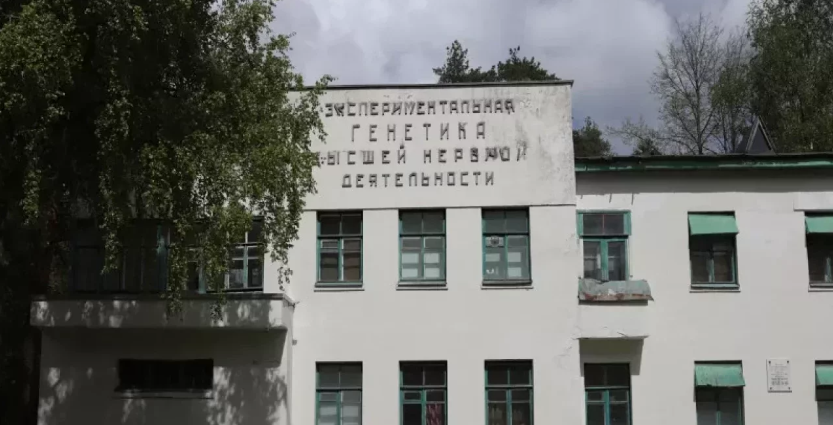 ЭКСПЕРИМЕНТАЛЬНАЯ
ГЕНЕТИКА
ВЫСШЕЙ НЕРВНОЙ
ДЕЯТЕЛЬНОСТИ